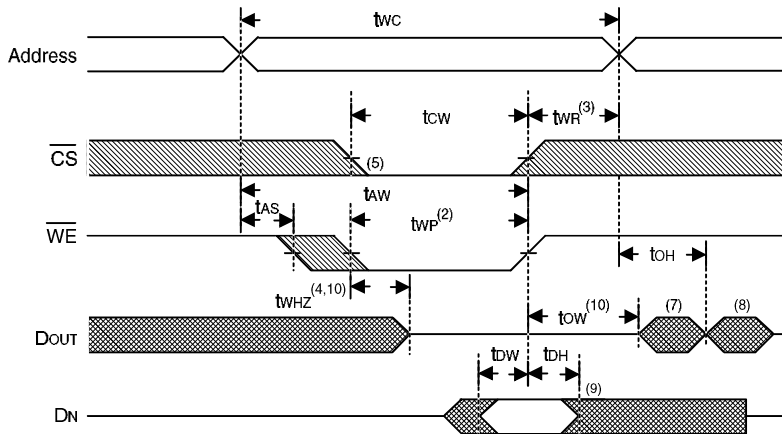 tWC
Address
tCW
tWR(3)
CS
(5)
tAW
tAS
tWP(2)
WE
tOH
tWHZ(4,10)
tOW(10)
(7)
(8)
DOUT
tDW
tDH
(9)
DN